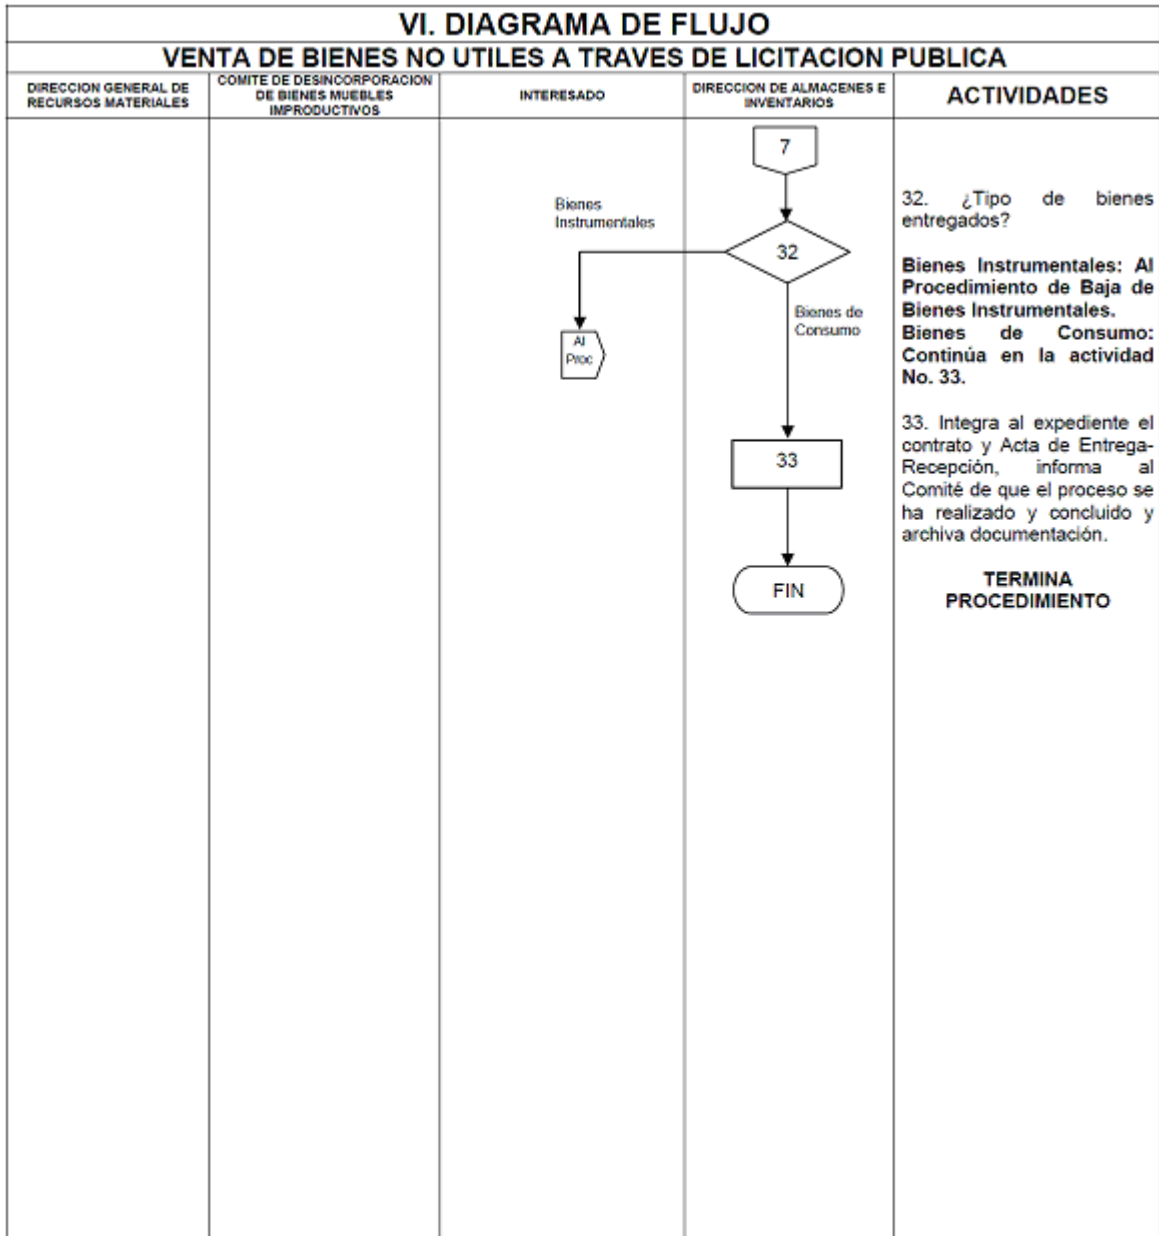 VI. DIAGRAMA DE FLUJO
VENTA DE BIENES NO UTILES A TRAVES DE LICITACION PUBLICA
DIRECCION GENERAL DE
RECURSOS MATERIALES
COMITE DE DESINCORPORACION
DE BIENES MUEBLES
IMPRODUCTIVOS
INTERESADO
DIRECCION DE ALMACENES E
INVENTARIOS
ACTIVIDADES
7
Bienes
Instrumentales
32
Bienes de
Consumo
Al
Proc
33
FIN
32. ¿Tipo de bienes
entregados?
Bienes Instrumentales: Al
Procedimiento de Baja de
Bienes Instrumentales.
Bienes de Consumo:
Continúa en la actividad
No. 33.
33. Integra al expediente el
contrato y Acta de Entrega-
Recepción, informa al
Comité de que el proceso se
ha realizado y concluido y
archiva documentación.
TERMINA
PROCEDIMIENTO